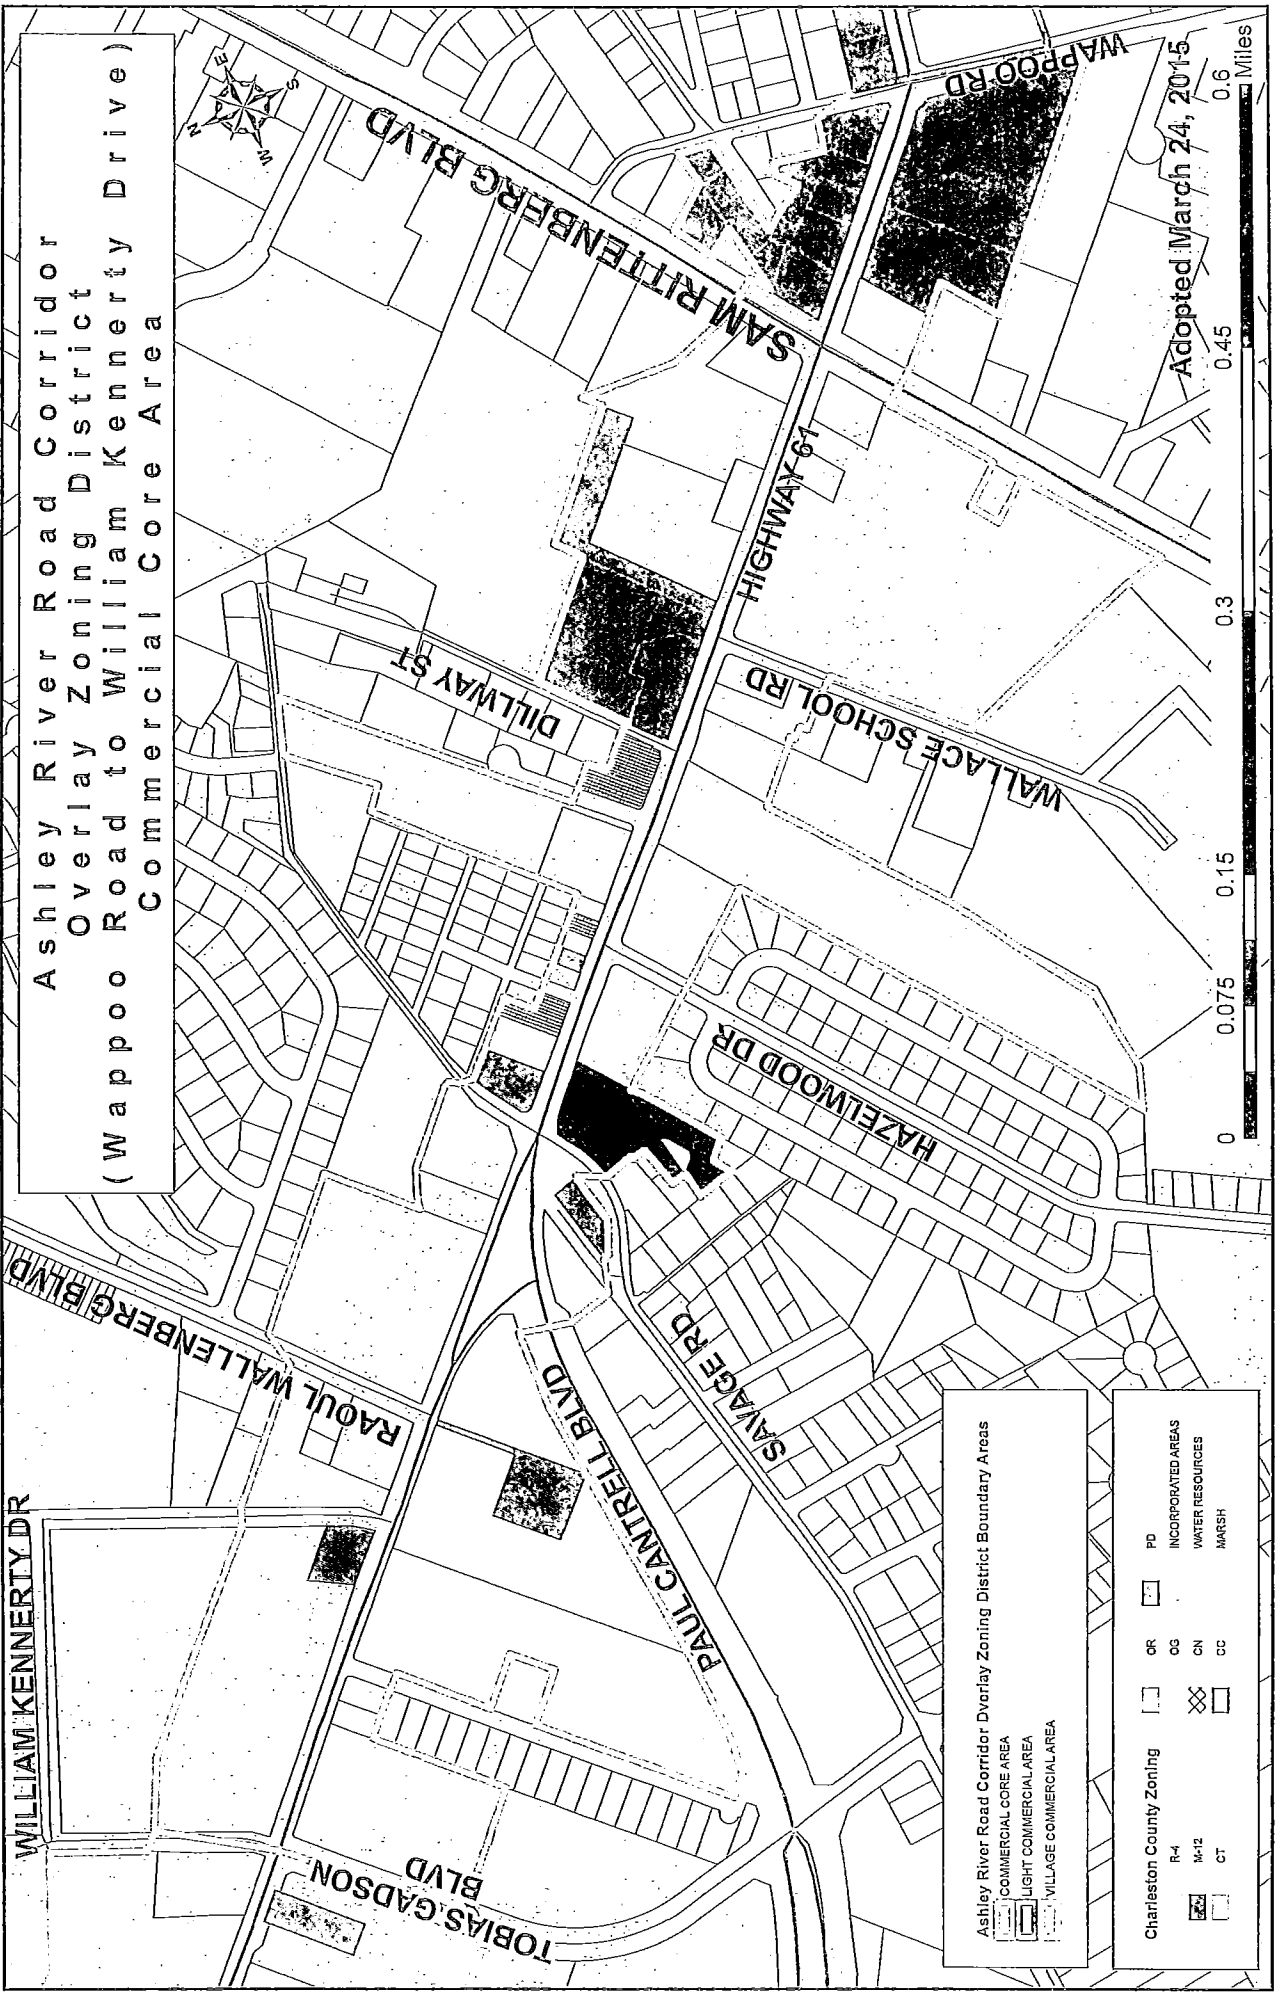 Ashley River Road Corridor
Overlay Zoning District
(Wappoo Road to William Kennerty Drive)
Commercial Core Area
N
E
S
W
WILLIAM KENNERTY DR
RAOUL WALLENBERG BLVD
TOBIAS GADSON
BLVD
PAUL CANTRELL BLVD
SAVAGE RD
HAZELWOOD DR
DILLWAY ST
WALLACE SCHOOL RD
HIGHWAY 61
SAM RITTENBERG BLVD
WAPPOO RD
Adopted March 24, 2015
0 0.075 0.15 0.3 0.45 0.6
Miles
Ashley River Road Corridor Overlay Zoning District Boundary Areas
COMMERCIAL CORE AREA
LIGHT COMMERCIAL AREA
VILLAGE COMMERCIAL AREA
Charleston County Zoning
R-4
M-12
CT
OR
OG
CN
CC
PD
INCORPORATED AREAS
WATER RESOURCES
MARSH